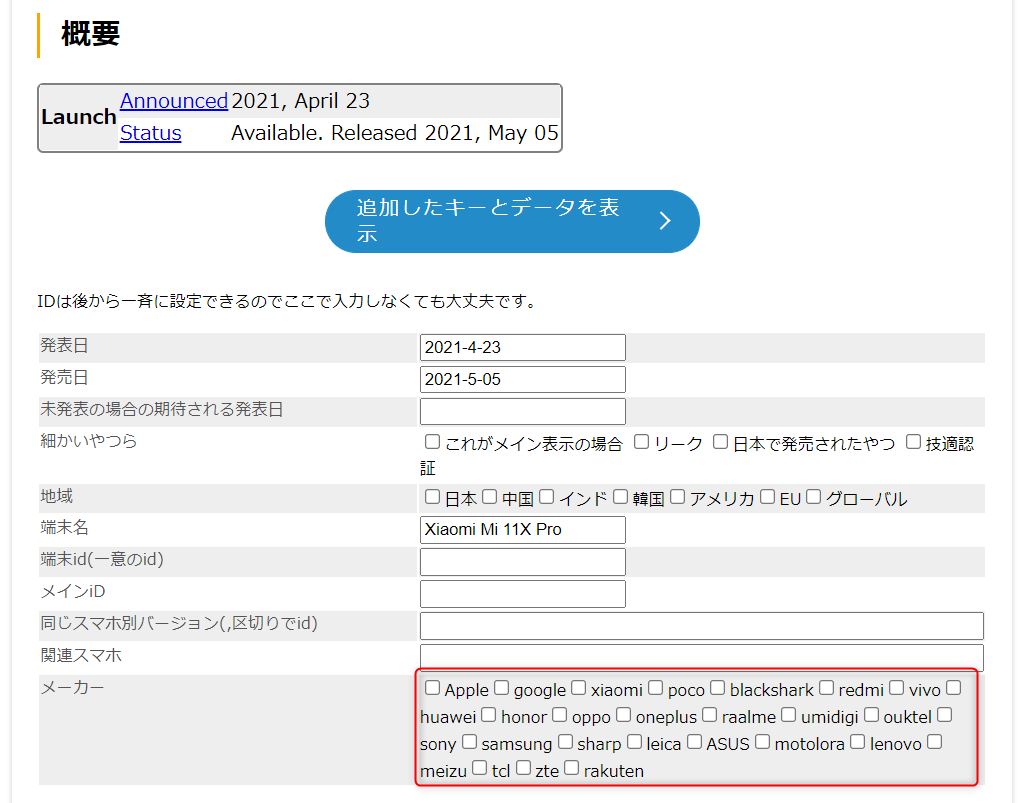 概要
Launch
Announced 2021, April 23
Status Available. Released 2021, May 05
追加したキーとデータを表
示
IDは後から一斉に設定できるのでここで入力しなくても大丈夫です。
発表日 2021-4-23
発売日 2021-5-05
未発表の場合の期待される発表日
細かいやつら これがメイン表示の場合 リーク 日本で発売されたやつ 技適認
証
地域 日本 中国 インド 韓国 アメリカ EU グローバル
端末名 Xiaomi Mi 11X Pro
端末id(一意のid)
メインiD
同じスマホ別バージョン(,区切りでid)
関連スマホ
メーカー Apple google xiaomi poco blackshark redmi vivo
huawei honor oppo oneplus raalme umidigi ouktel
sony samsung sharp leica ASUS motolora lenovo
meizu tcl zte rakuten